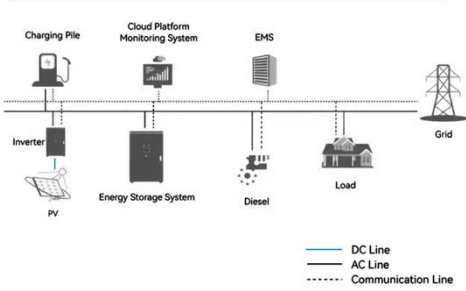 Cloud Platform
Monitoring System
Charging Pile
EMS
Inverter
Grid
PV
Energy Storage System
Diesel
Load
DC Line
AC Line
Communication Line